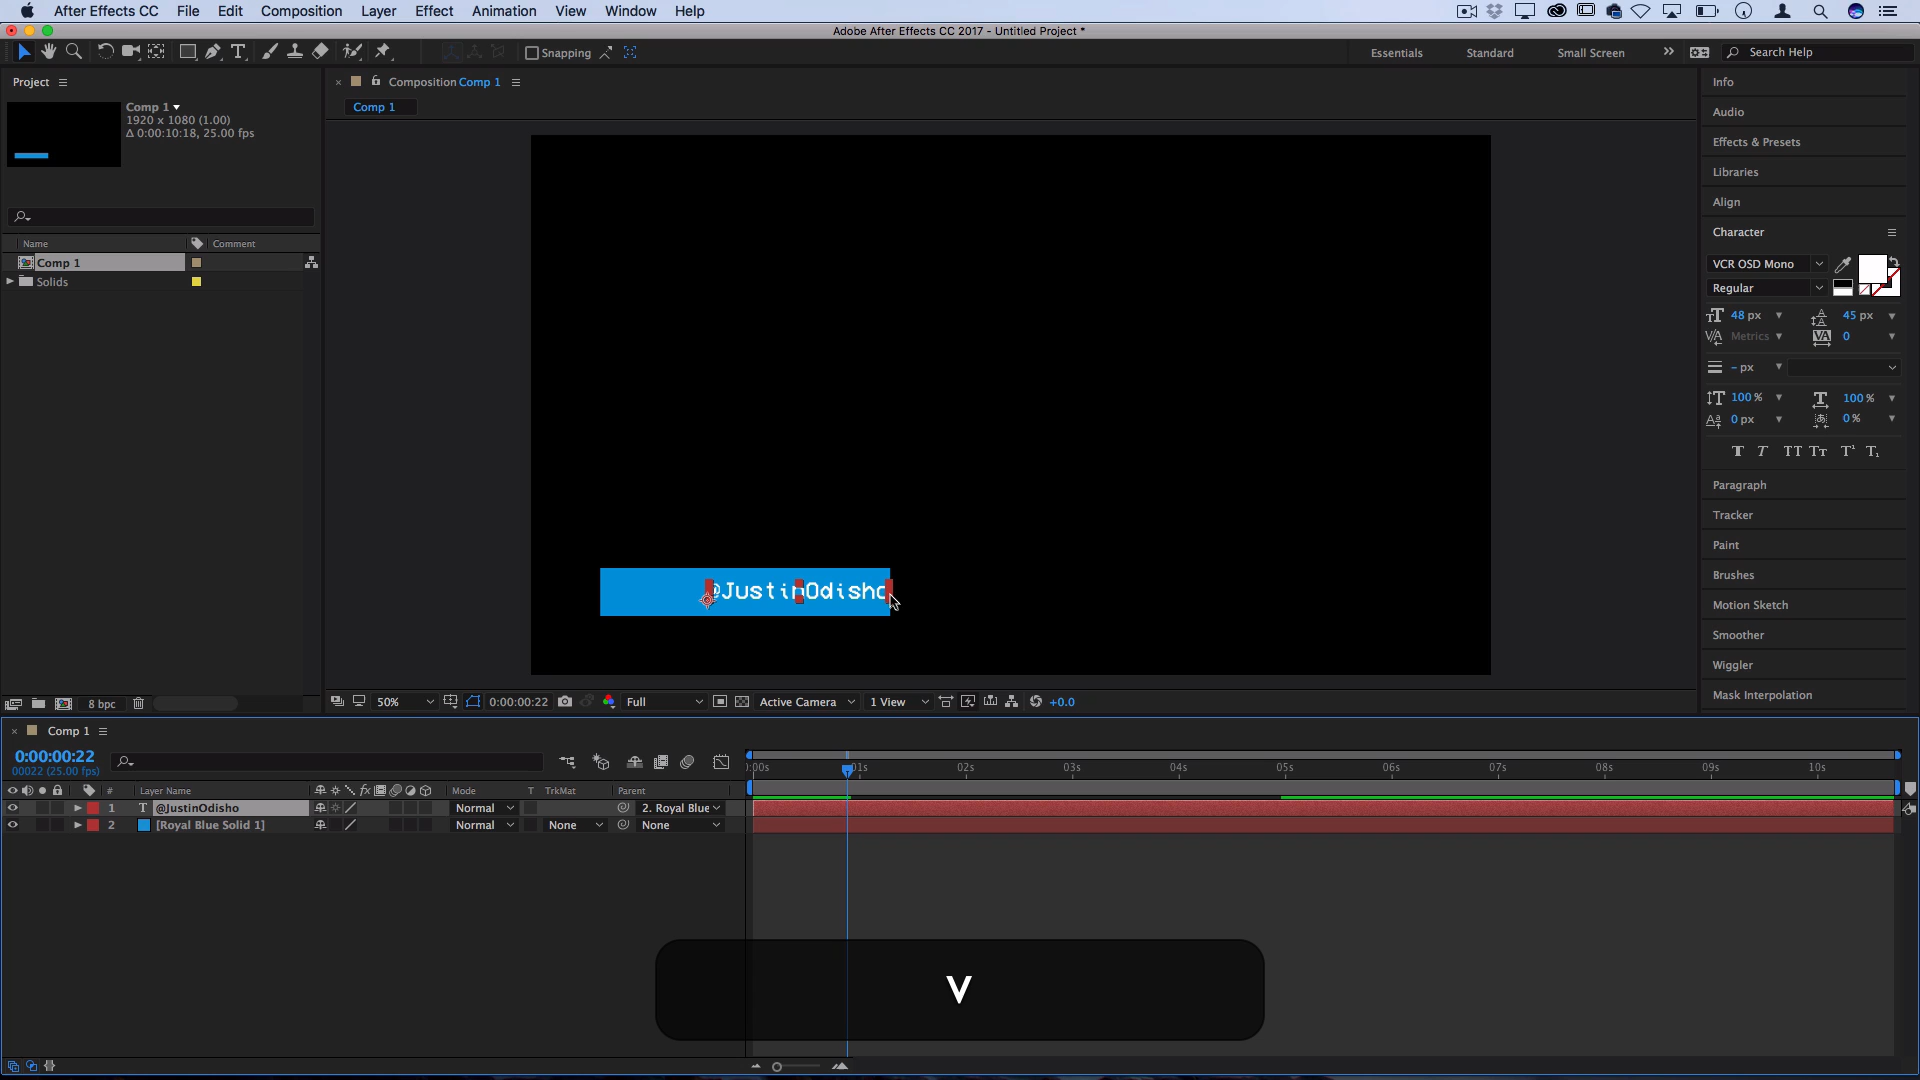 After Effects CC File Edit Composition Layer Effect Animation View Window Help
Adobe After Effects CC 2017 - Untitled Project *
Snapping Essentials Standard Small Screen Search Help
Project
Comp 1
1920 x 1080 (1.00)
Δ 0:00:10:18, 25.00 fps
Name Comment
Comp 1
Solids
8 bpc
Composition Comp 1
Comp 1
@JustinOdisho
50% 0:00:00:22 Full Active Camera 1 View +0.0
Info
Audio
Effects & Presets
Libraries
Align
Character
VCR OSD Mono
Regular
48 px 45 px
Metrics 0
- px
100 % 100 %
0 px 0 %
T T TT Tт T¹ T₁
Paragraph
Tracker
Paint
Brushes
Motion Sketch
Smoother
Wiggler
Mask Interpolation
Comp 1
0:00:00:22
00022 (25.00 fps)
:00s 01s 02s 03s 04s 05s 06s 07s 08s 09s 10s
# Layer Name Mode T TrkMat Parent
1 T @JustinOdisho Normal 2. Royal Blue
2 [Royal Blue Solid 1] Normal None None
V